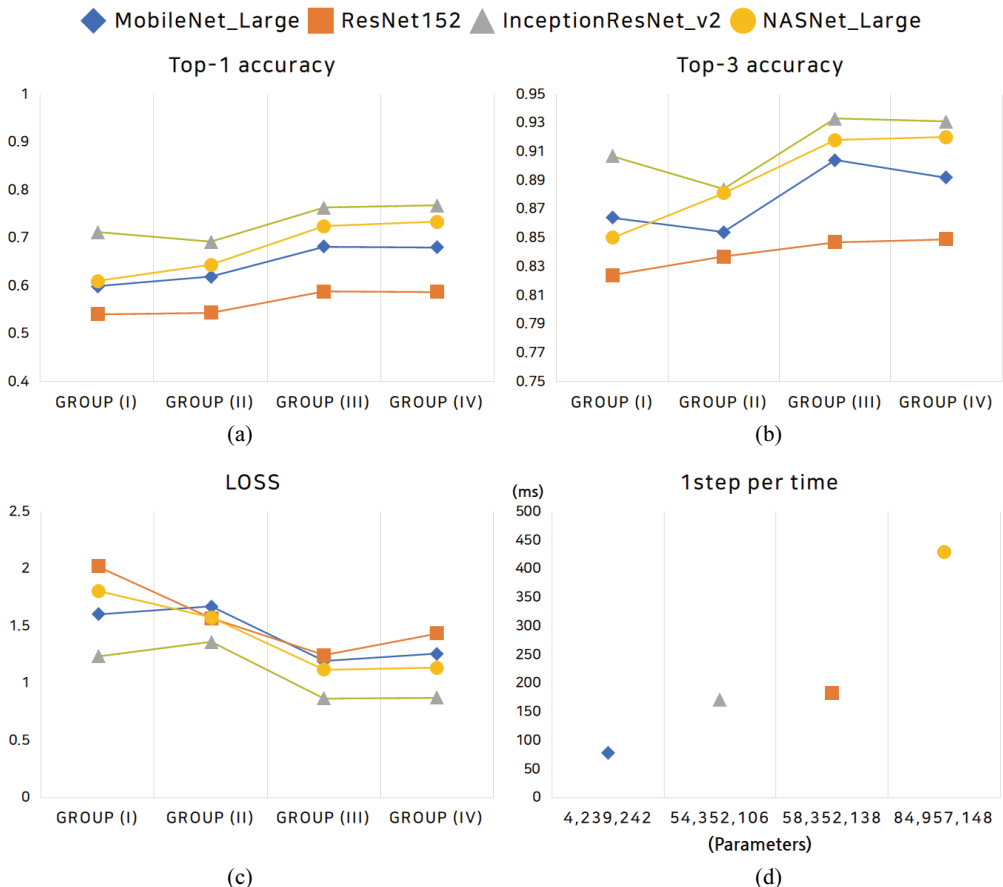 MobileNet_Large ResNet152 InceptionResNet_v2 NASNet_Large
Top-1 accuracy
1
0.9
0.8
0.7
0.6
0.5
0.4
GROUP (I) GROUP (II) GROUP (III) GROUP (IV)
(a)
Top-3 accuracy
0.95
0.93
0.91
0.89
0.87
0.85
0.83
0.81
0.79
0.77
0.75
GROUP (I) GROUP (II) GROUP (III) GROUP (IV)
(b)
LOSS
2.5
2
1.5
1
0.5
0
GROUP (I) GROUP (II) GROUP (III) GROUP (IV)
(c)
1step per time
(ms)
500
450
400
350
300
250
200
150
100
50
0
4,239,242 54,352,106 58,352,138 84,957,148
(Parameters)
(d)